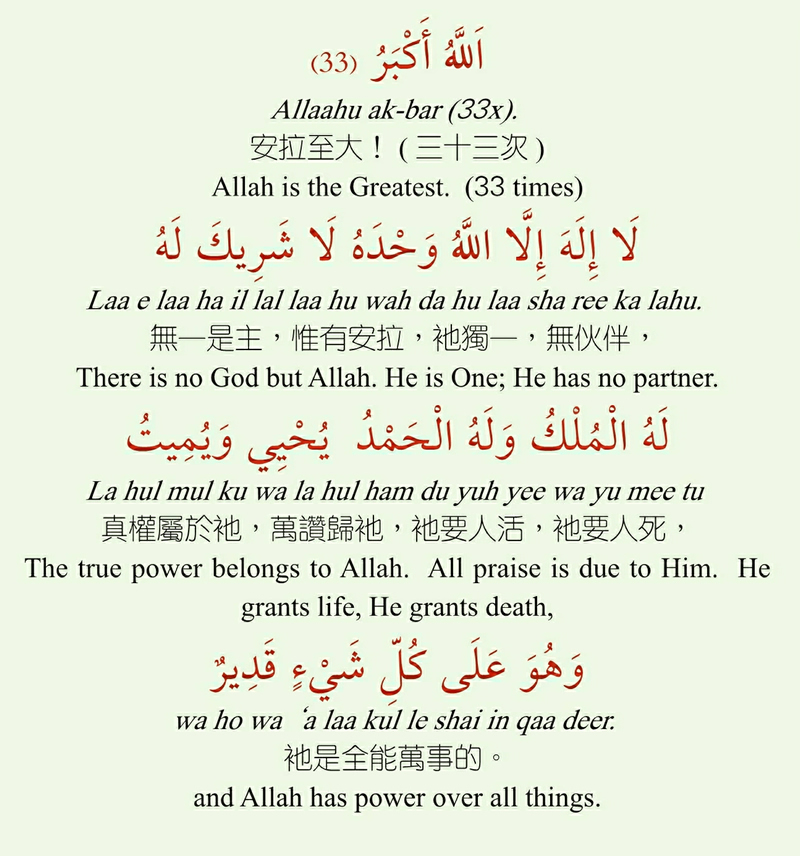 اَللَّهُ أَكْبَرُ (33)
Allaahu ak-bar (33x).
安拉至大！ ( 三十三次 )
Allah is the Greatest. (33 times)
لَا إِلَهَ إِلَّا اللَّهُ وَحْدَهُ لَا شَرِيكَ لَهُ
Laa e laa ha il lal laa hu wah da hu laa sha ree ka lahu.
無一是主，惟有安拉，祂獨一，無伙伴，
There is no God but Allah. He is One; He has no partner.
لَهُ الْمُلْكُ وَلَهُ الْحَمْدُ يُحْيِي وَيُمِيتُ
La hul mul ku wa la hul ham du yuh yee wa yu mee tu
真權屬於祂，萬讚歸祂，祂要人活，祂要人死，
The true power belongs to Allah. All praise is due to Him. He
grants life, He grants death,
وَهُوَ عَلَى كُلِّ شَيْءٍ قَدِيرٌ
wa ho wa ‘a laa kul le shai in qaa deer.
祂是全能萬事的。
and Allah has power over all things.